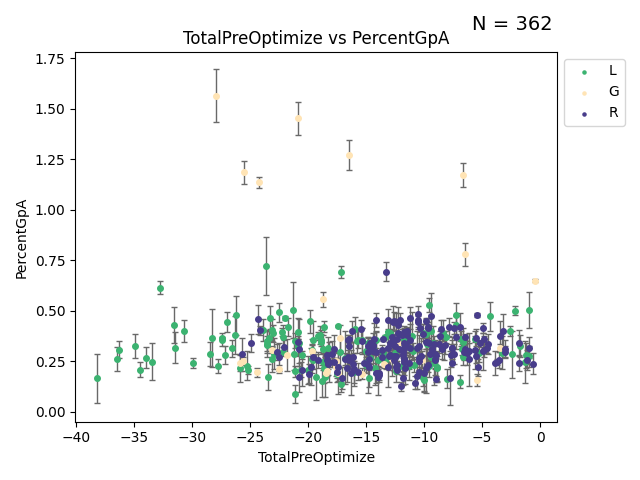 N = 362
TotalPreOptimize vs PercentGpA
L
G
R
PercentGpA
1.75
1.50
1.25
1.00
0.75
0.50
0.25
0.00
−40
−35
−30
−25
−20
−15
−10
−5
0
TotalPreOptimize